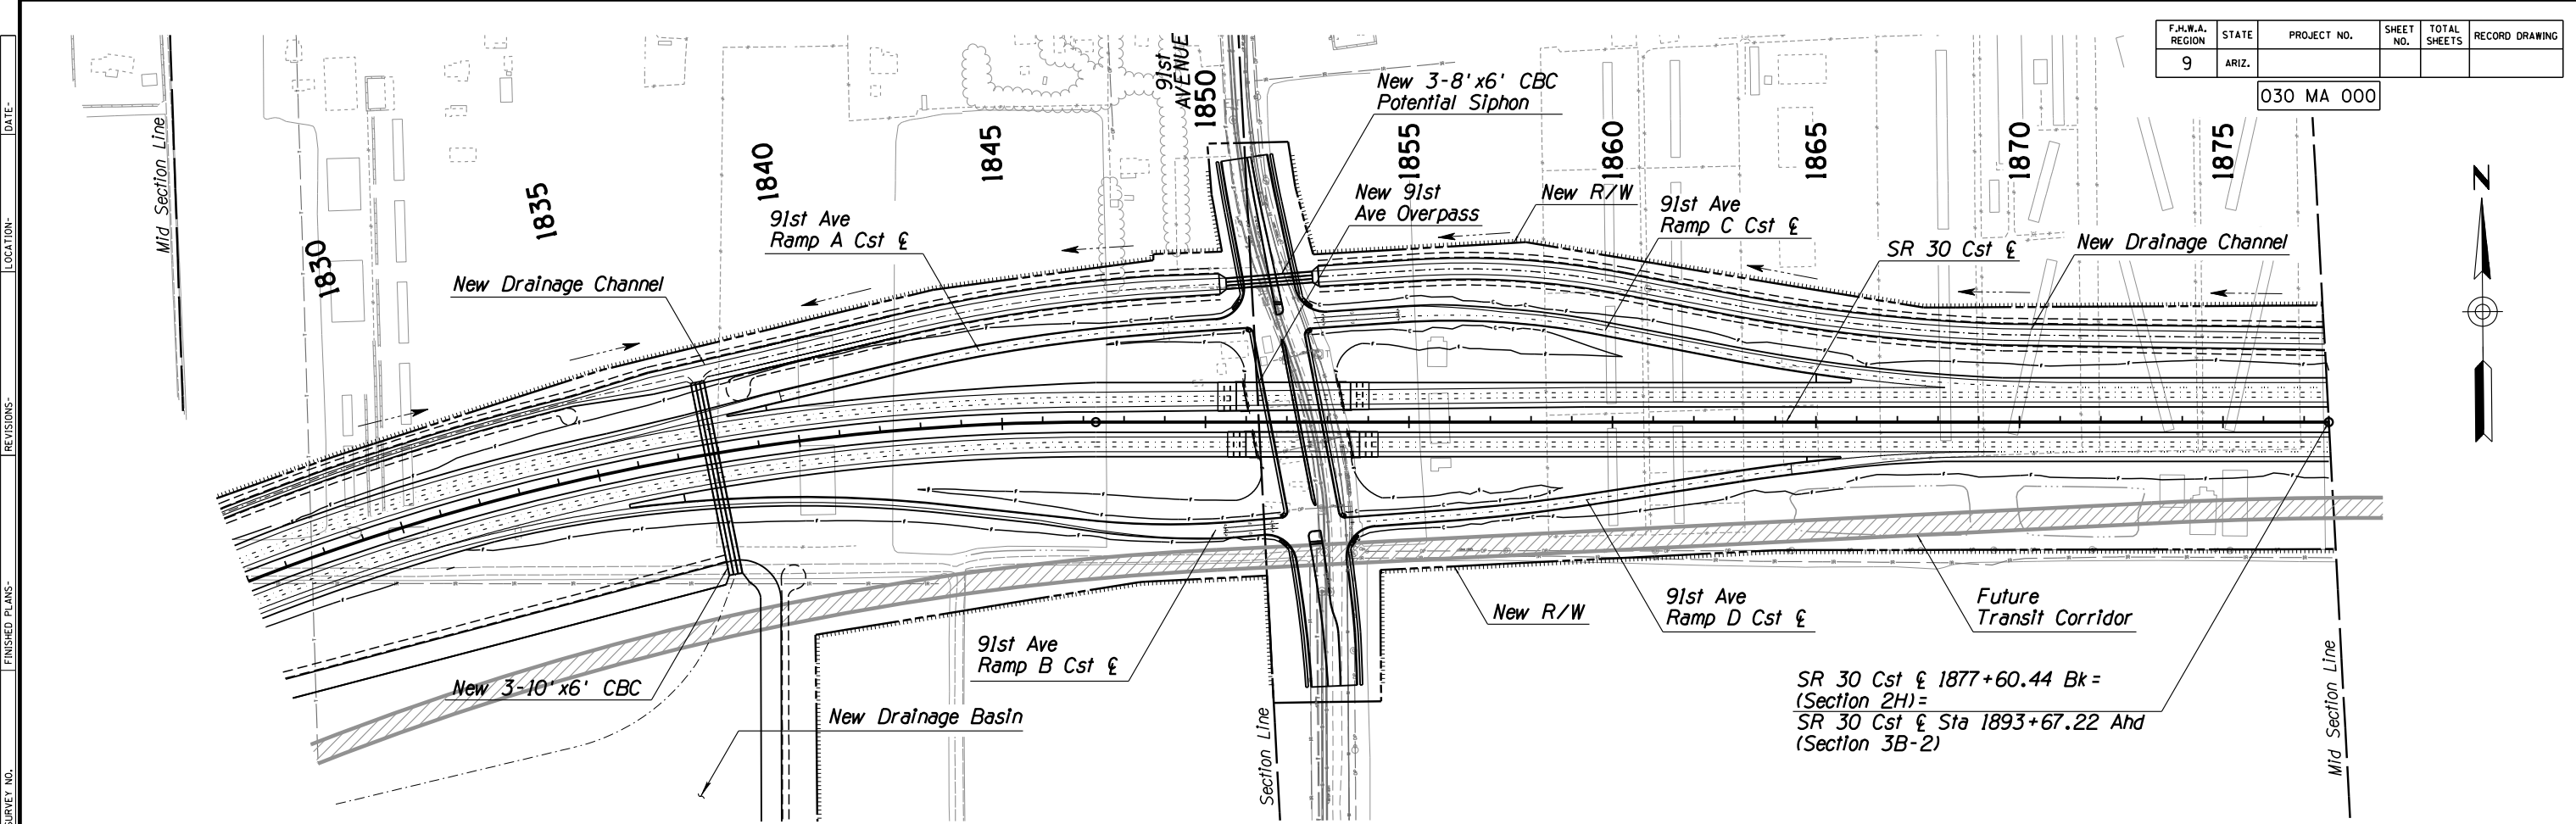 F.H.W.A. REGION
STATE
PROJECT NO.
SHEET NO.
TOTAL SHEETS
RECORD DRAWING
9
ARIZ.
030 MA 000
DATE-
LOCATION-
REVISIONS-
FINISHED PLANS-
SURVEY NO.
Mid Section Line
1830
1835
1840
1845
91st
AVENUE
1850
1855
1860
1865
1870
1875
N
New 3-8'x6' CBC
Potential Siphon
New 91st
Ave Overpass
New R/W
91st Ave
Ramp A Cst ℄
91st Ave
Ramp C Cst ℄
SR 30 Cst ℄
New Drainage Channel
New Drainage Channel
New R/W
91st Ave
Ramp D Cst ℄
Future
Transit Corridor
91st Ave
Ramp B Cst ℄
New 3-10'x6' CBC
New Drainage Basin
Section Line
SR 30 Cst ℄ 1877+60.44 Bk=
(Section 2H)=
SR 30 Cst ℄ Sta 1893+67.22 Ahd
(Section 3B-2)
Mid Section Line